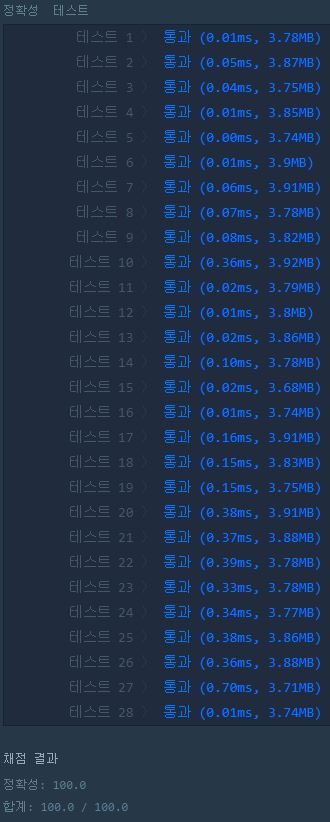 정확성 테스트
테스트 1 〉 통과 (0.01ms, 3.78MB)
테스트 2 〉 통과 (0.05ms, 3.87MB)
테스트 3 〉 통과 (0.04ms, 3.75MB)
테스트 4 〉 통과 (0.01ms, 3.85MB)
테스트 5 〉 통과 (0.00ms, 3.74MB)
테스트 6 〉 통과 (0.01ms, 3.9MB)
테스트 7 〉 통과 (0.06ms, 3.91MB)
테스트 8 〉 통과 (0.07ms, 3.78MB)
테스트 9 〉 통과 (0.08ms, 3.82MB)
테스트 10 〉 통과 (0.36ms, 3.92MB)
테스트 11 〉 통과 (0.02ms, 3.79MB)
테스트 12 〉 통과 (0.01ms, 3.8MB)
테스트 13 〉 통과 (0.02ms, 3.86MB)
테스트 14 〉 통과 (0.10ms, 3.78MB)
테스트 15 〉 통과 (0.02ms, 3.68MB)
테스트 16 〉 통과 (0.01ms, 3.74MB)
테스트 17 〉 통과 (0.16ms, 3.91MB)
테스트 18 〉 통과 (0.15ms, 3.83MB)
테스트 19 〉 통과 (0.15ms, 3.75MB)
테스트 20 〉 통과 (0.38ms, 3.91MB)
테스트 21 〉 통과 (0.37ms, 3.88MB)
테스트 22 〉 통과 (0.39ms, 3.78MB)
테스트 23 〉 통과 (0.33ms, 3.78MB)
테스트 24 〉 통과 (0.34ms, 3.77MB)
테스트 25 〉 통과 (0.38ms, 3.86MB)
테스트 26 〉 통과 (0.36ms, 3.88MB)
테스트 27 〉 통과 (0.70ms, 3.71MB)
테스트 28 〉 통과 (0.01ms, 3.74MB)
채점 결과
정확성: 100.0
합계: 100.0 / 100.0